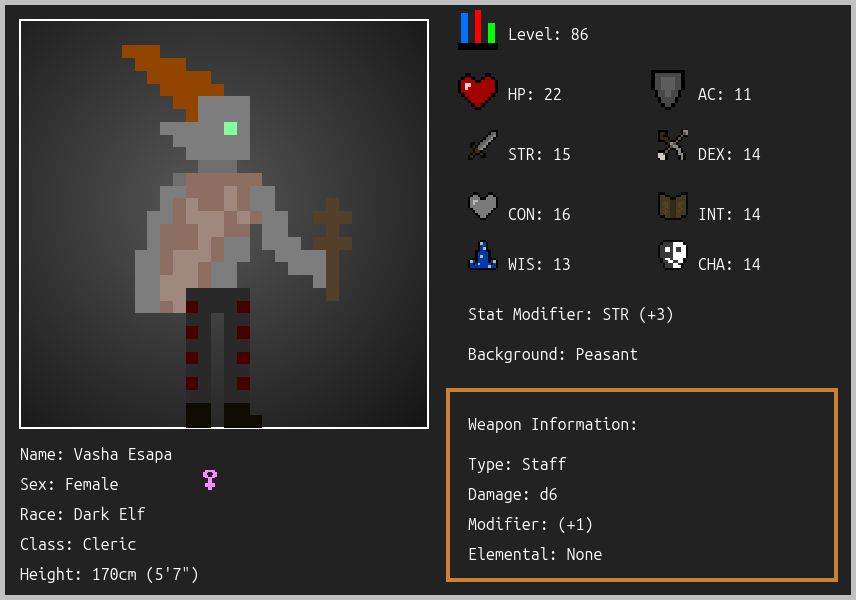 Level: 86
HP: 22
AC: 11
STR: 15
DEX: 14
CON: 16
INT: 14
WIS: 13
CHA: 14
Stat Modifier: STR (+3)
Background: Peasant
Weapon Information:
Type: Staff
Damage: d6
Modifier: (+1)
Elemental: None
Name: Vasha Esapa
Sex: Female
Race: Dark Elf
Class: Cleric
Height: 170cm (5'7")